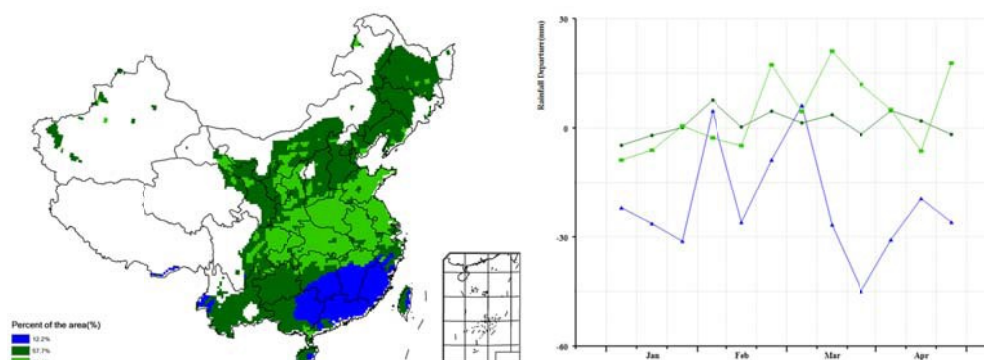 Percent of the area(%)
12.2%
57.7%
Rainfall Departure(mm)
30
0
-30
-60
Jan
Feb
Mar
Apr